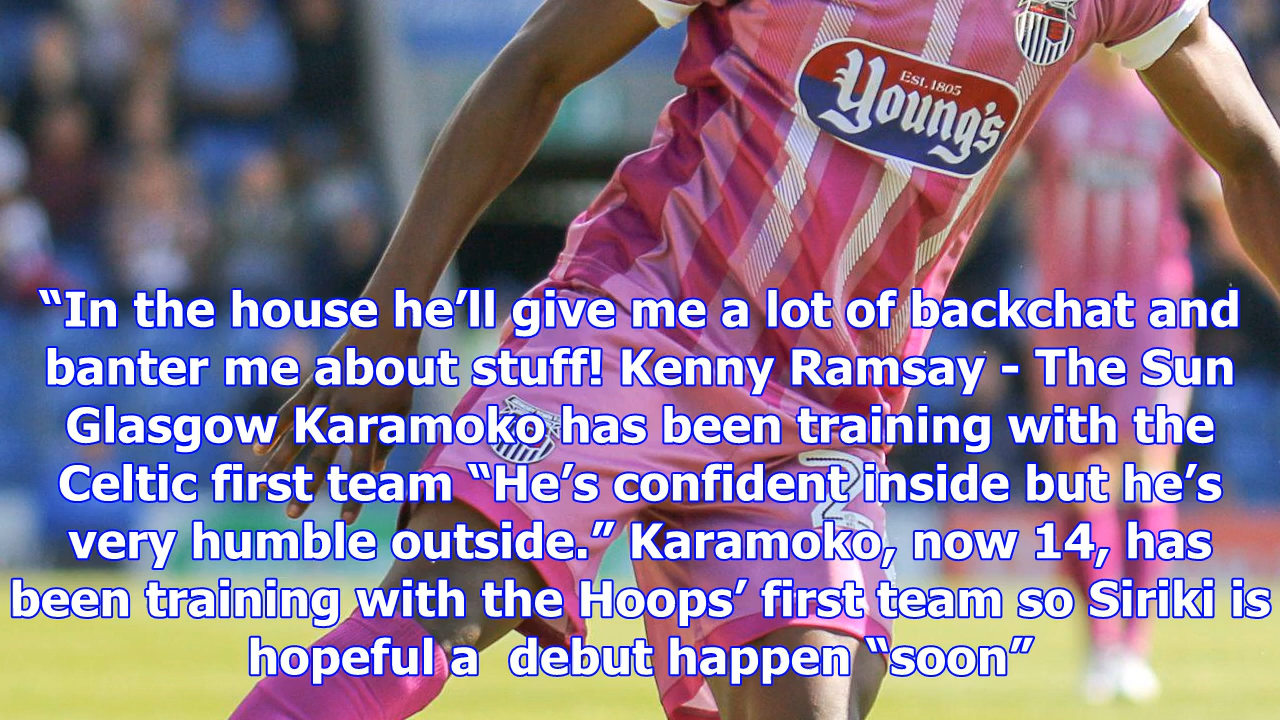 EST. 1805
Young's
“In the house he’ll give me a lot of backchat and
banter me about stuff! Kenny Ramsay - The Sun
Glasgow Karamoko has been training with the
Celtic first team “He’s confident inside but he’s
very humble outside.” Karamoko, now 14, has
been training with the Hoops’ first team so Siriki is
hopeful a  debut happen “soon”
2